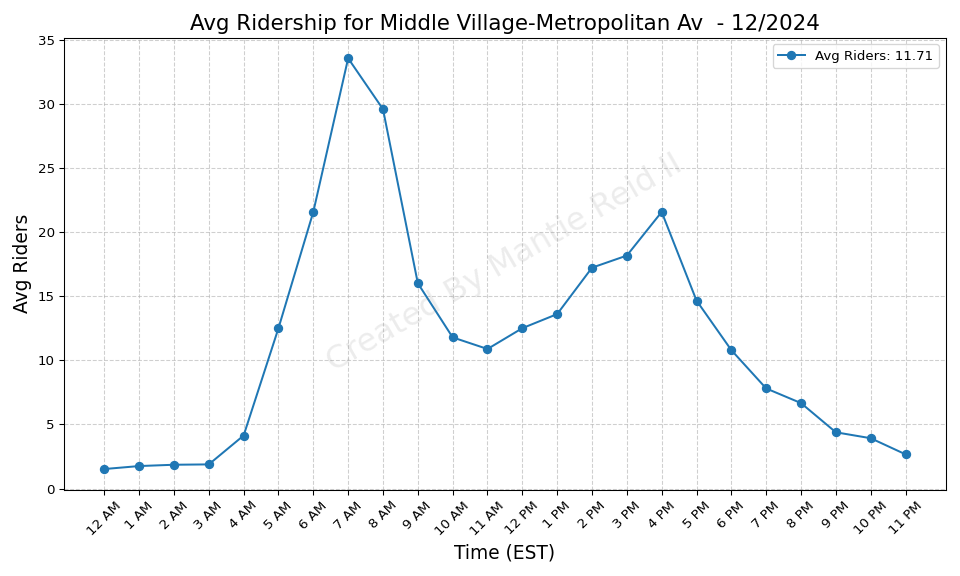 Avg Ridership for Middle Village-Metropolitan Av - 12/2024
Avg Riders: 11.71
Avg Riders
35
30
25
20
15
10
5
0
Created By Mantle Reid II
12 AM
1 AM
2 AM
3 AM
4 AM
5 AM
6 AM
7 AM
8 AM
9 AM
10 AM
11 AM
12 PM
1 PM
2 PM
3 PM
4 PM
5 PM
6 PM
7 PM
8 PM
9 PM
10 PM
11 PM
Time (EST)